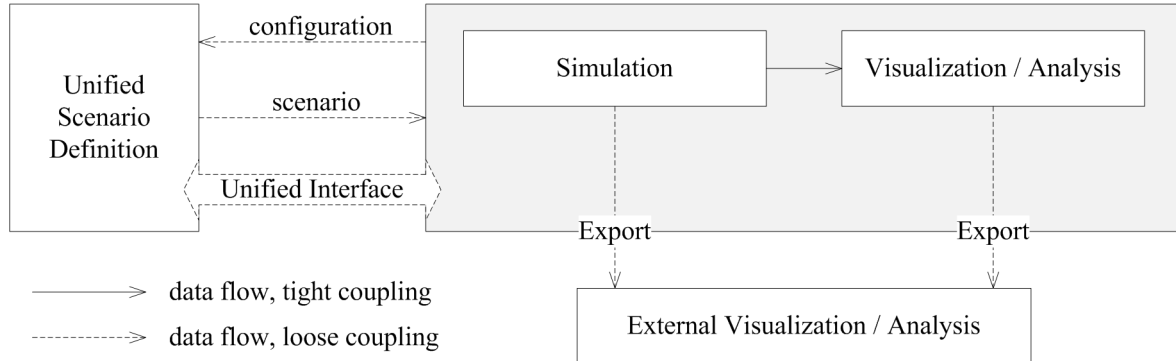 configuration
Simulation
Visualization / Analysis
Unified
Scenario
Definition
scenario
Unified Interface
Export
Export
data flow, tight coupling
data flow, loose coupling
External Visualization / Analysis